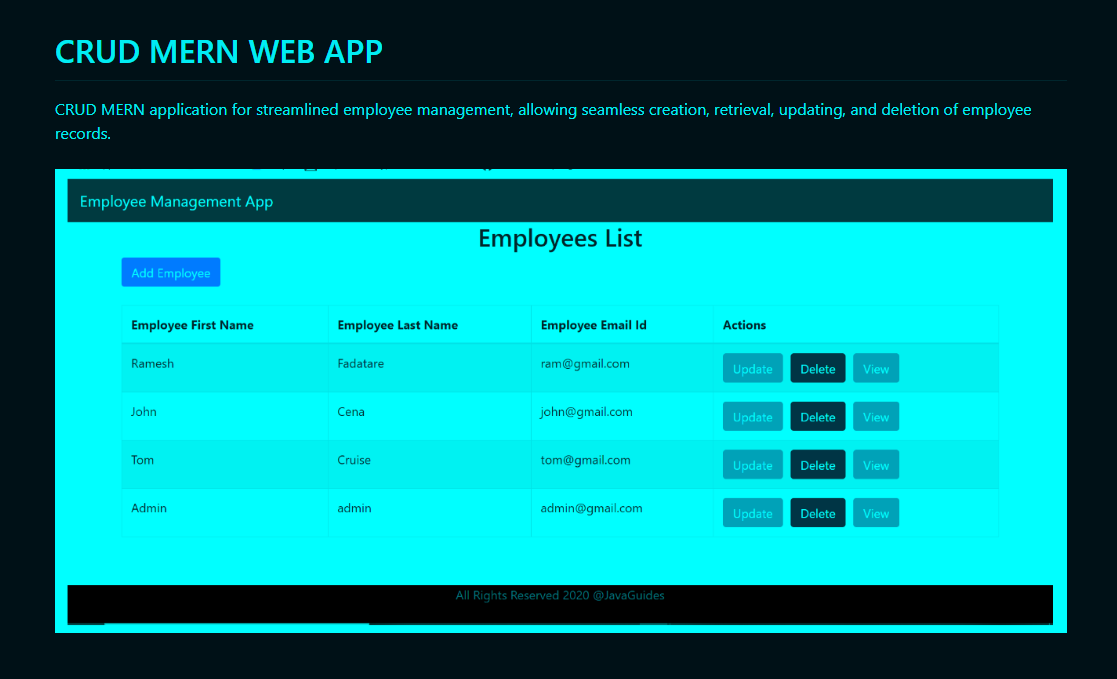 CRUD MERN WEB APP
CRUD MERN application for streamlined employee management, allowing seamless creation, retrieval, updating, and deletion of employee
records.
Employee Management App
Employees List
Add Employee
Employee First Name Employee Last Name Employee Email Id Actions
Ramesh Fadatare ram@gmail.com Update Delete View
John Cena john@gmail.com Update Delete View
Tom Cruise tom@gmail.com Update Delete View
Admin admin admin@gmail.com Update Delete View
All Rights Reserved 2020 @JavaGuides